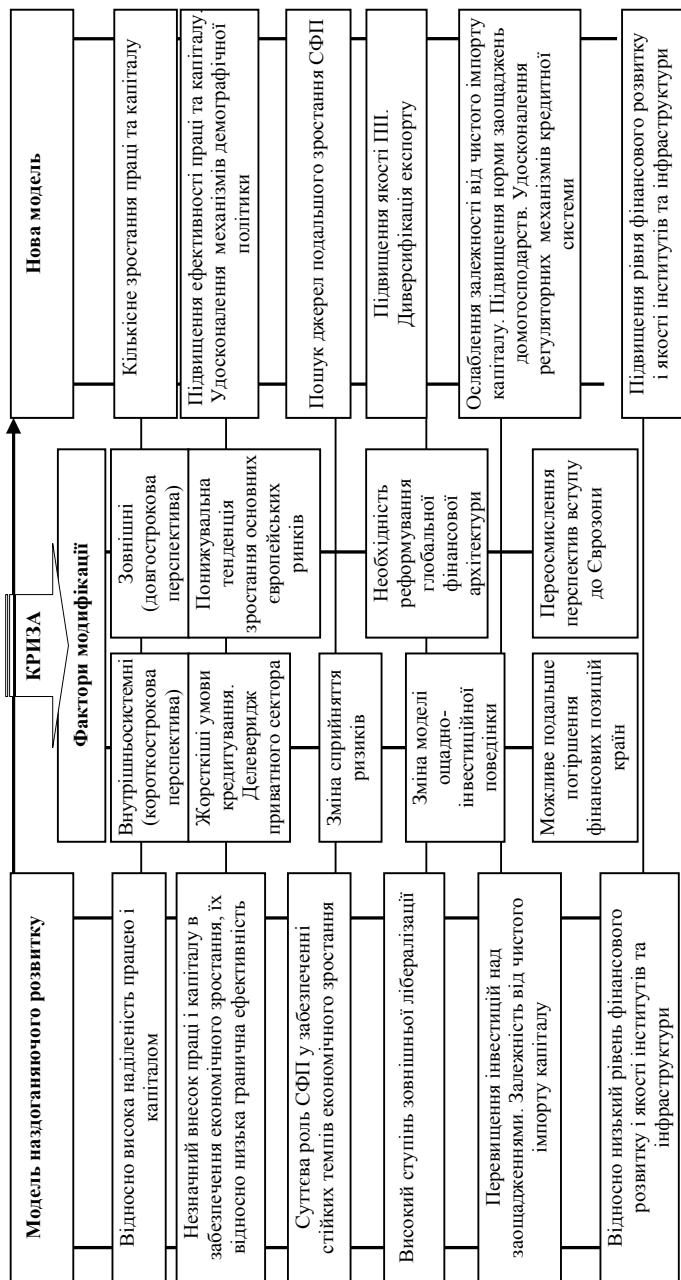 Модель наздоганяючого розвитку
Відносно висока наділеність працею і
капіталом
Незначний внесок праці і капіталу в
забезпечення економічного зростання, їх
відносно низька гранична ефективність
Суттєва роль СФП у забезпеченні
стійких темпів економічного зростання
Високий ступінь зовнішньої лібералізації
Перевищення інвестицій над
заощадженнями. Залежність від чистого
імпорту капіталу
Відносно низький рівень фінансового
розвитку і якості інститутів та
інфраструктури
КРИЗА
Фактори модифікації
Внутрішньосистемні
(короткострокова
перспектива)
Жорсткіші умови
кредитування.
Делеверидж
приватного сектора
Зміна сприйняття
ризиків
Зміна моделі
ощадно-
інвестиційної
поведінки
Можливе подальше
погіршення
фінансових позицій
країн
Зовнішні
(довгострокова
перспектива)
Понижувальна
тенденція
зростання основних
європейських
ринків
Необхідність
реформування
глобальної
фінансової
архітектури
Переосмислення
перспектив вступу
до Єврозони
Нова модель
Кількісне зростання праці та капіталу
Підвищення ефективності праці та капіталу.
Удосконалення механізмів демографічної
політики
Пошук джерел подальшого зростання СФП
Підвищення якості ПІІ.
Диверсифікація експорту
Ослаблення залежності від чистого імпорту
капіталу. Підвищення норми заощаджень
домогосподарств. Удосконалення
регуляторних механізмів кредитної
системи
Підвищення рівня фінансового розвитку
і якості інститутів та інфраструктури